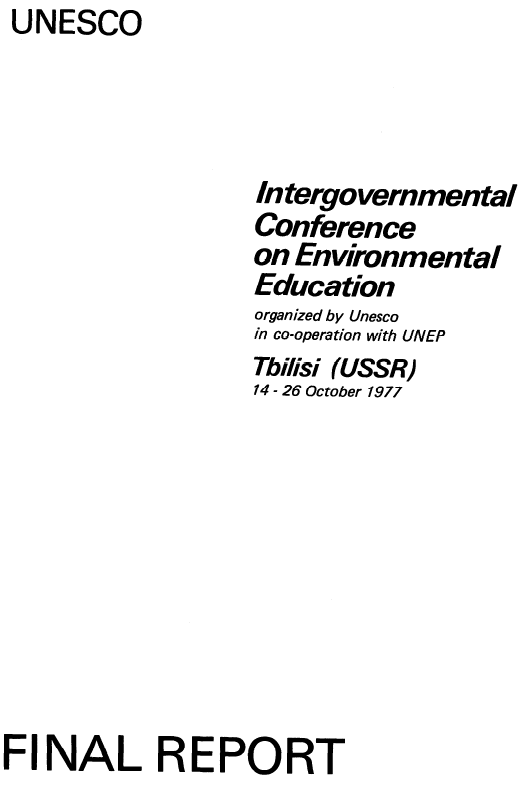 UNESCO
Intergovernmental
Conference
on Environmental
Education
organized by Unesco
in co-operation with UNEP
Tbilisi (USSR)
14 - 26 October 1977
FINAL REPORT